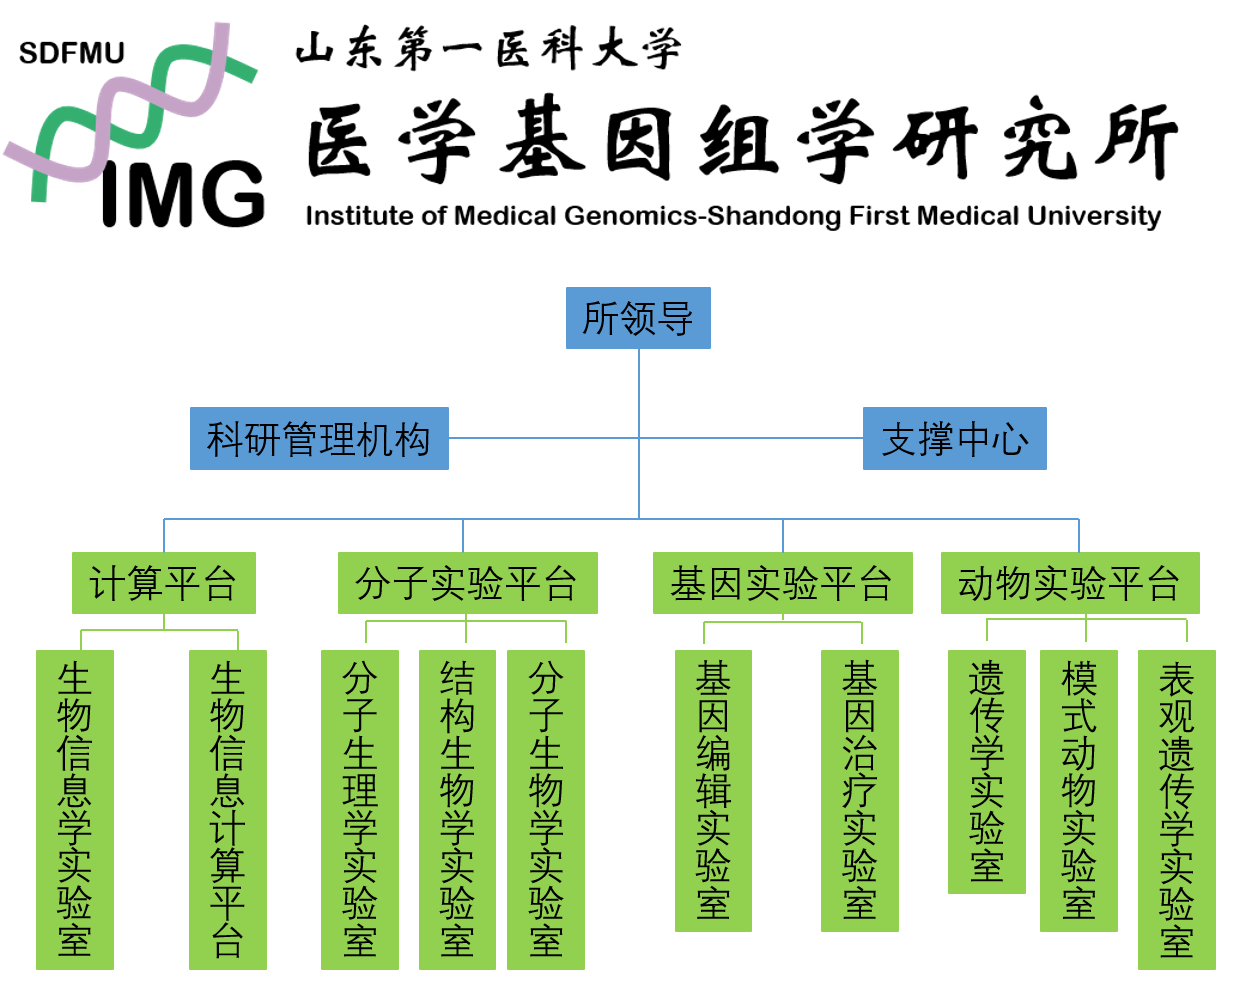 SDFMU
IMG
山东第一医科大学
医学基因组学研究所
Institute of Medical Genomics-Shandong First Medical University
所领导
科研管理机构
支撑中心
计算平台
分子实验平台
基因实验平台
动物实验平台
生物信息学实验室
生物信息计算平台
分子生理学实验室
结构生物学实验室
分子生物学实验室
基因编辑实验室
基因治疗实验室
遗传学实验室
模式动物实验室
表观遗传学实验室